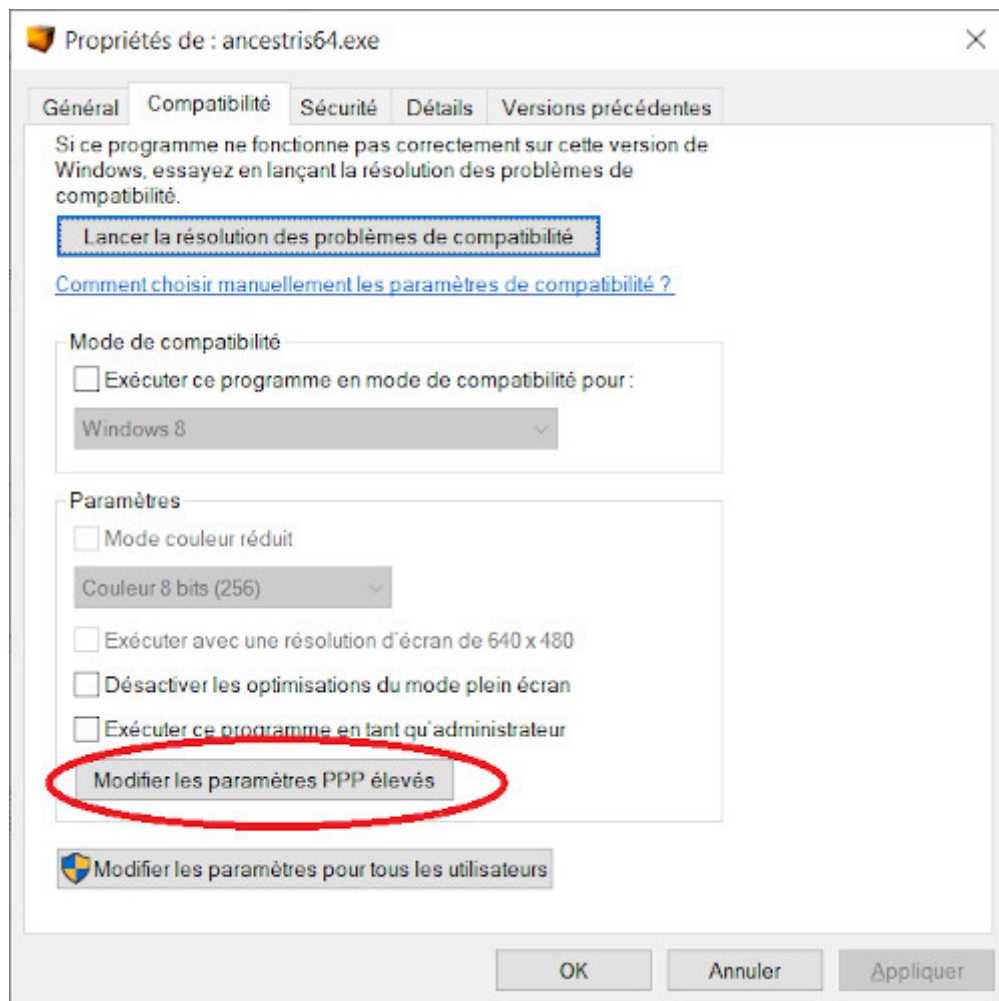 Propriétés de : ancestris64.exe
Général Compatibilité Sécurité Détails Versions précédentes
Si ce programme ne fonctionne pas correctement sur cette version de
Windows, essayez en lançant la résolution des problèmes de
compatibilité.
Lancer la résolution des problèmes de compatibilité
Comment choisir manuellement les paramètres de compatibilité ?
Mode de compatibilité
Exécuter ce programme en mode de compatibilité pour :
Windows 8
Paramètres
Mode couleur réduit
Couleur 8 bits (256)
Exécuter avec une résolution d'écran de 640 x 480
Désactiver les optimisations du mode plein écran
Exécuter ce programme en tant qu'administrateur
Modifier les paramètres PPP élevés
Modifier les paramètres pour tous les utilisateurs
OK Annuler Appliquer